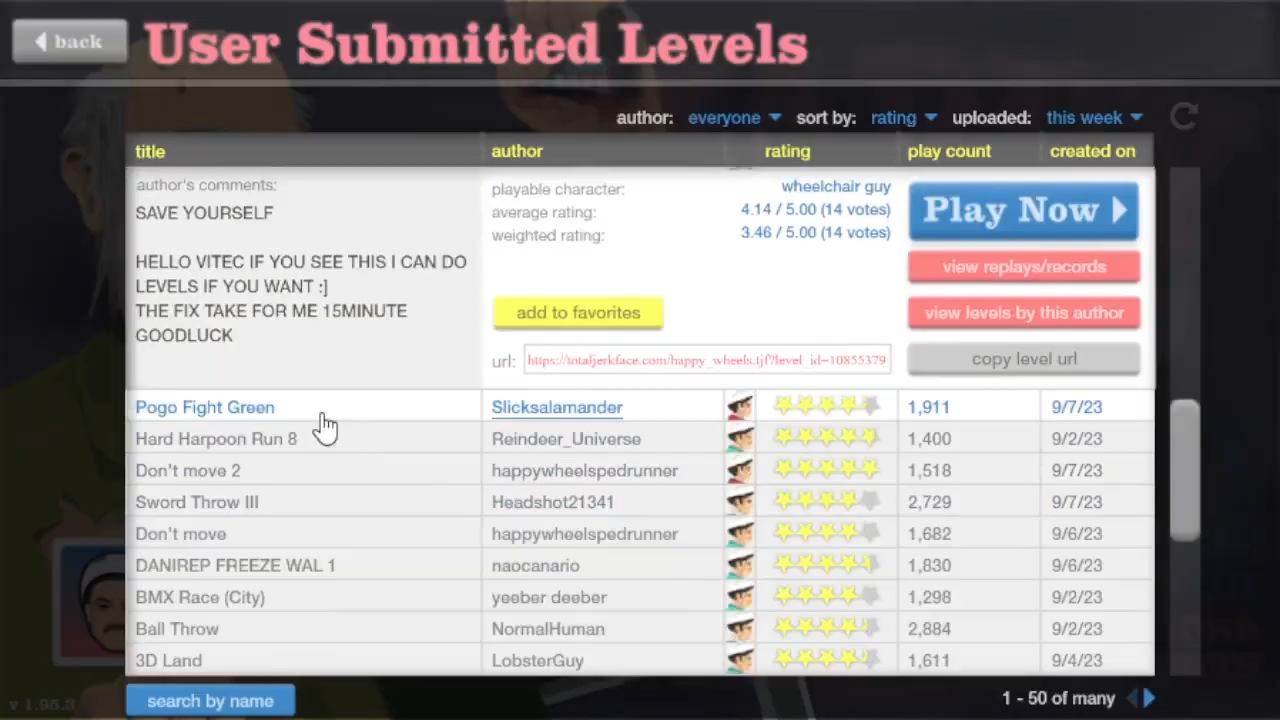 back
User Submitted Levels
author: everyone sort by: rating uploaded: this week
title author rating play count created on
author's comments:
SAVE YOURSELF
HELLO VITEC IF YOU SEE THIS I CAN DO
LEVELS IF YOU WANT :]
THE FIX TAKE FOR ME 15MINUTE
GOODLUCK
playable character: wheelchair guy
average rating: 4.14 / 5.00 (14 votes)
weighted rating: 3.46 / 5.00 (14 votes)
add to favorites
url: https://totaljerkface.com/happy_wheels.tjf?level_id=10855379
Play Now
view replays/records
view levels by this author
copy level url
Pogo Fight Green Slicksalamander 1,911 9/7/23
Hard Harpoon Run 8 Reindeer_Universe 1,400 9/2/23
Don't move 2 happywheelspedrunner 1,518 9/7/23
Sword Throw III Headshot21341 2,729 9/7/23
Don't move happywheelspedrunner 1,682 9/6/23
DANIREP FREEZE WAL 1 naocanario 1,830 9/6/23
BMX Race (City) yeeber deeber 1,298 9/2/23
Ball Throw NormalHuman 2,884 9/2/23
3D Land LobsterGuy 1,611 9/4/23
search by name
1 - 50 of many